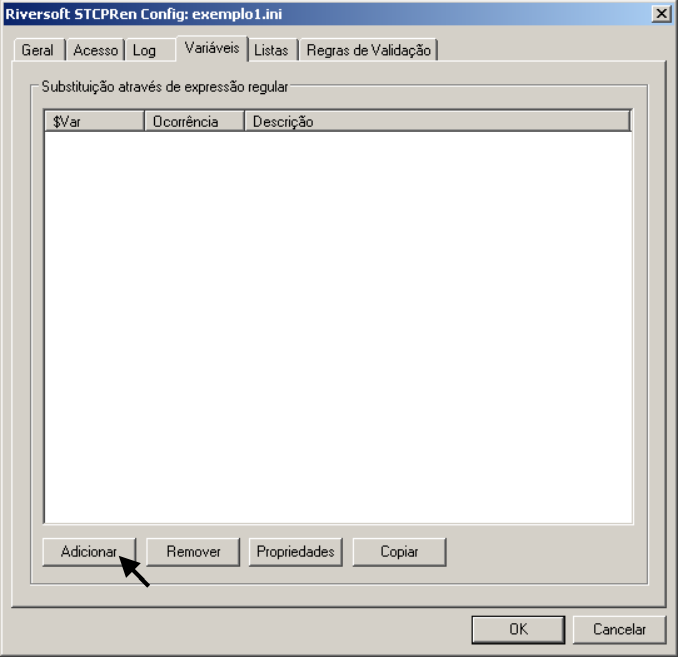 Riversoft STCPRen Config: exemplo1.ini
Geral Acesso Log Variáveis Listas Regras de Validação
Substituição através de expressão regular
$Var Ocorrência Descrição
Adicionar Remover Propriedades Copiar
OK Cancelar